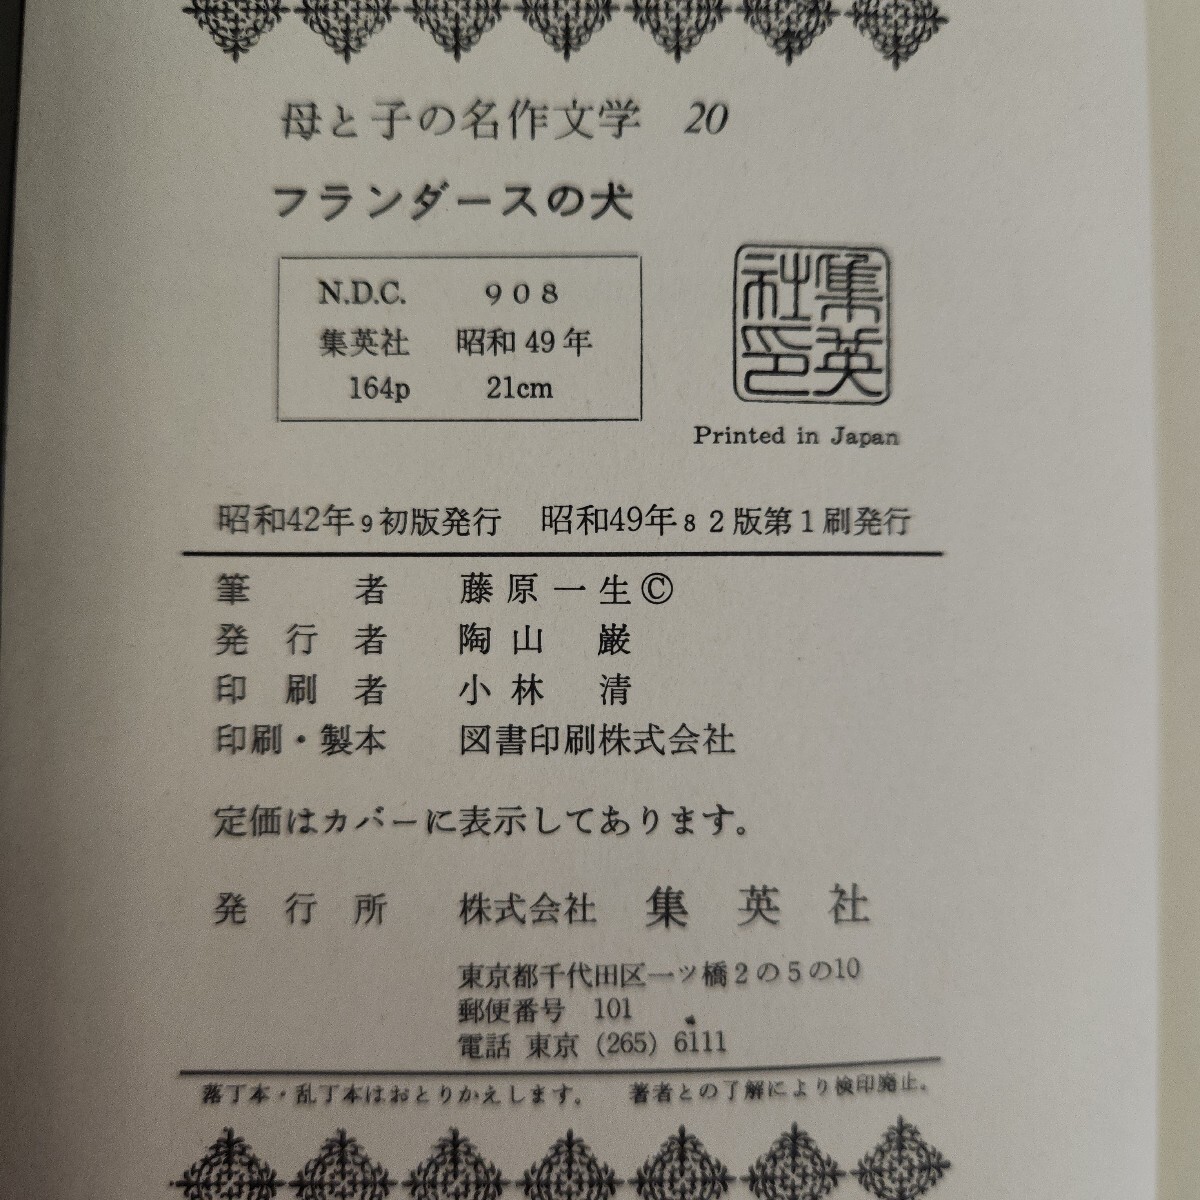 母と子の名作文学 20
フランダースの犬
N.D.C. 908
集英社 昭和49年
164p 21cm
集英社印
Printed in Japan
昭和42年9初版発行 昭和49年8 2版第1刷発行
筆者 藤原一生©
発行者 陶山巌
印刷者 小林清
印刷・製本 図書印刷株式会社
定価はカバーに表示してあります。
発行所 株式会社 集英社
東京都千代田区一ツ橋2の5の10
郵便番号 101
電話 東京 (265) 6111
落丁本・乱丁本はおとりかえします。 著者との了解により検印廃止。